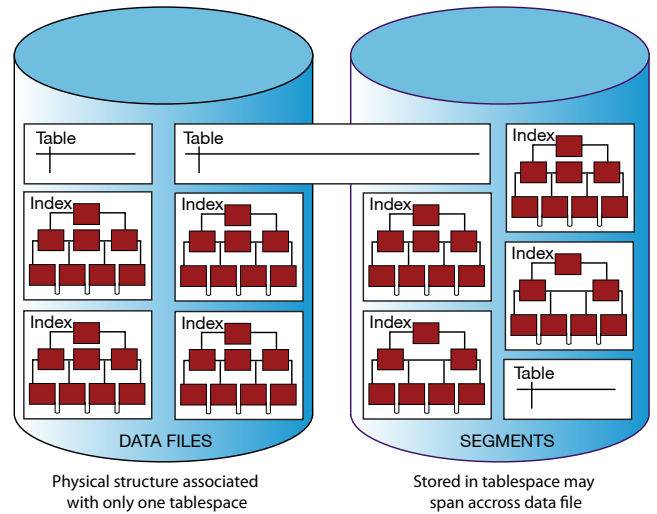 Table
Table
Index
Index
Index
Index
Index
Index
Index
Index
Table
DATA FILES
SEGMENTS
Physical structure associated
with only one tablespace
Stored in tablespace may
span accross data file